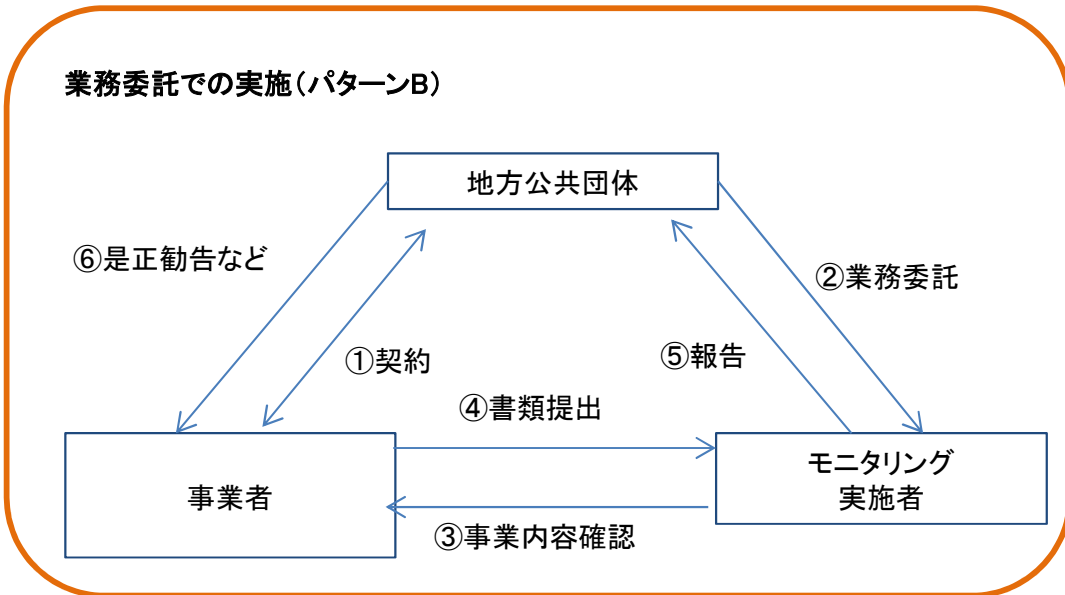 業務委託での実施（パターンB）
地方公共団体
⑥是正勧告など
②業務委託
①契約
⑤報告
④書類提出
事業者
モニタリング
実施者
③事業内容確認